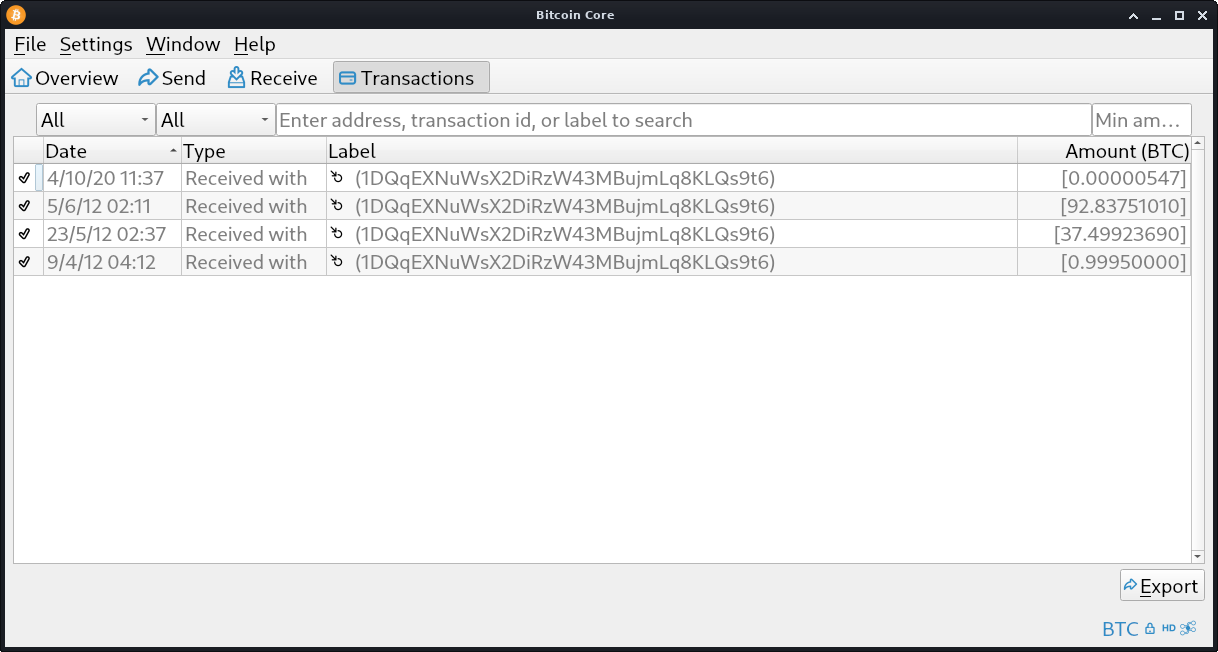 Bitcoin Core
File Settings Window Help
Overview Send Receive Transactions
All All Enter address, transaction id, or label to search Min am...
Date Type Label Amount (BTC)
4/10/20 11:37 Received with (1DQqEXNuWsX2DiRzW43MBujmLq8KLQs9t6) [0.00000547]
5/6/12 02:11 Received with (1DQqEXNuWsX2DiRzW43MBujmLq8KLQs9t6) [92.83751010]
23/5/12 02:37 Received with (1DQqEXNuWsX2DiRzW43MBujmLq8KLQs9t6) [37.49923690]
9/4/12 04:12 Received with (1DQqEXNuWsX2DiRzW43MBujmLq8KLQs9t6) [0.99950000]
Export
BTC HD